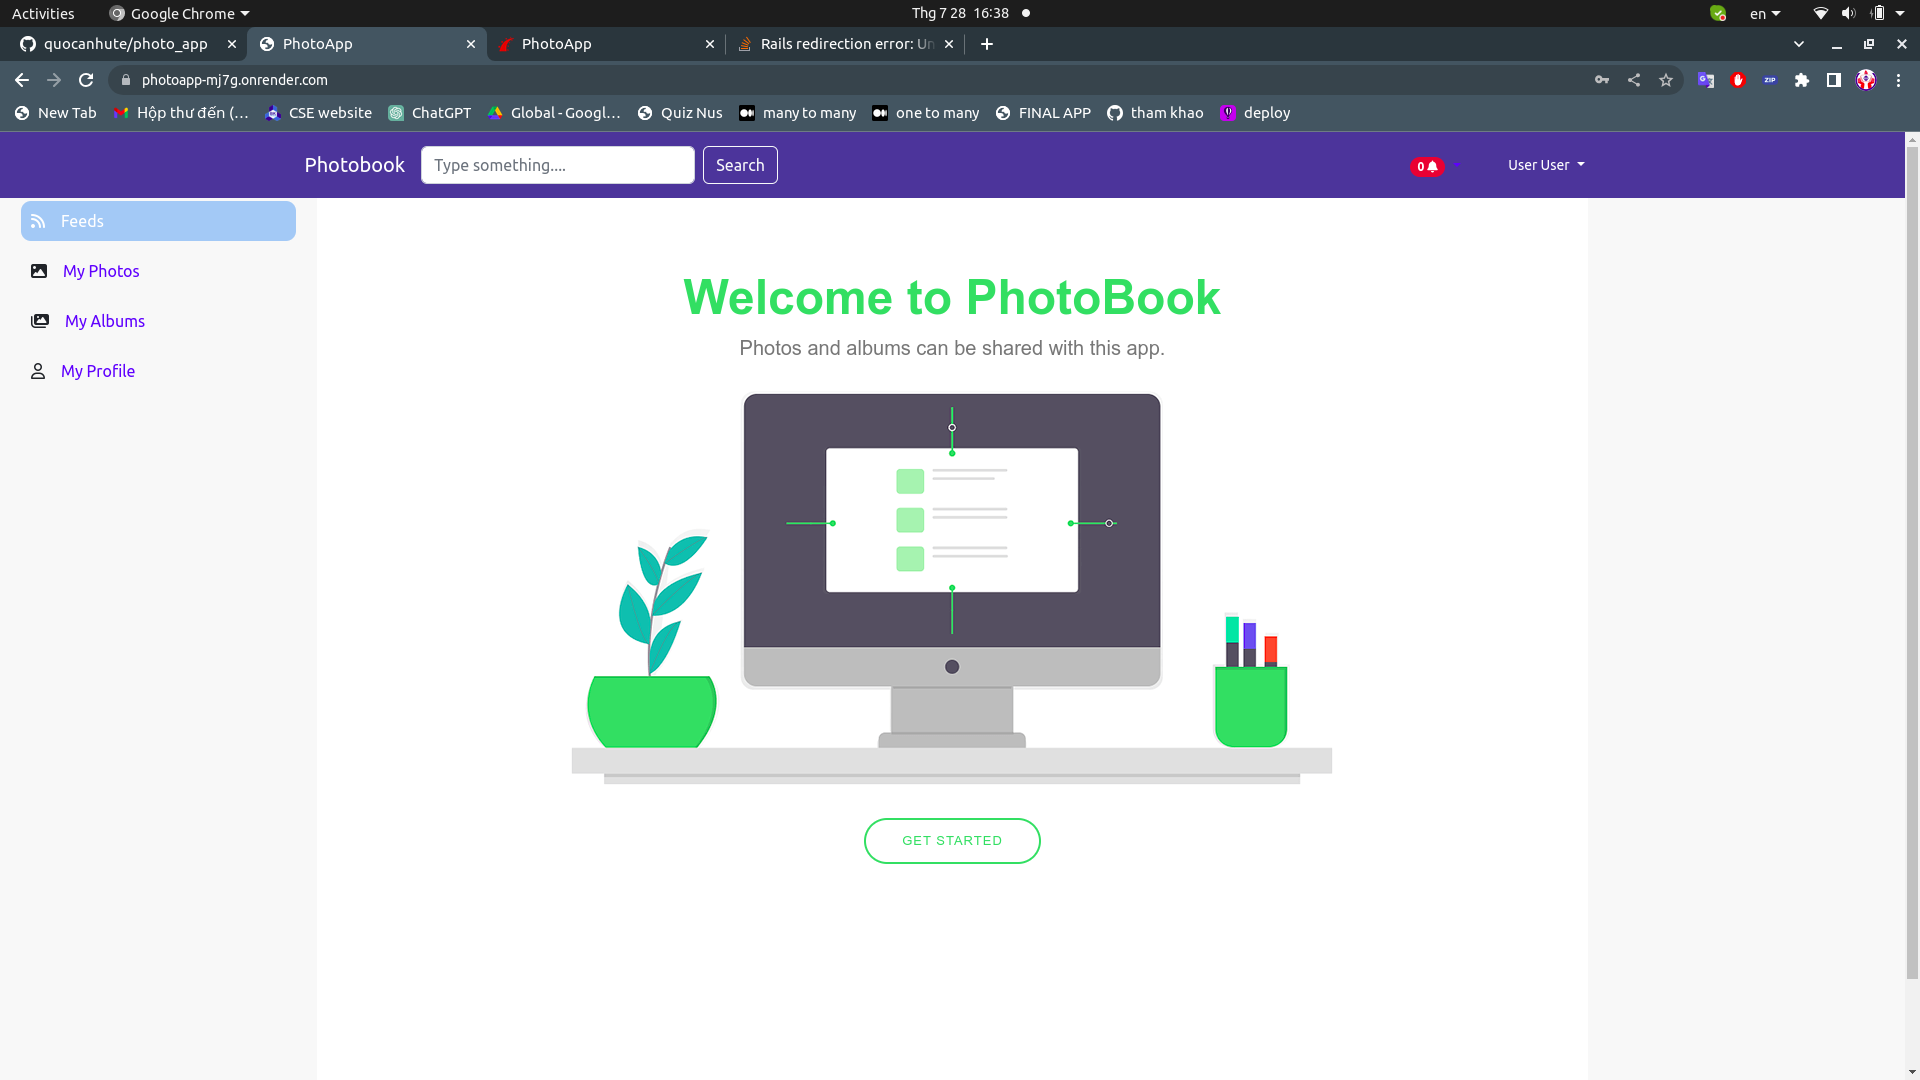 Activities
Google Chrome
Thg 7 28 16:38
en
quocanhute/photo_app
PhotoApp
PhotoApp
Rails redirection error: Un
photoapp-mj7g.onrender.com
ZIP
New Tab
Hộp thư đến (…
CSE website
ChatGPT
Global - Googl…
Quiz Nus
many to many
one to many
FINAL APP
tham khao
deploy
Photobook
Type something....
Search
0
User User
Feeds
My Photos
My Albums
My Profile
Welcome to PhotoBook
Photos and albums can be shared with this app.
GET STARTED